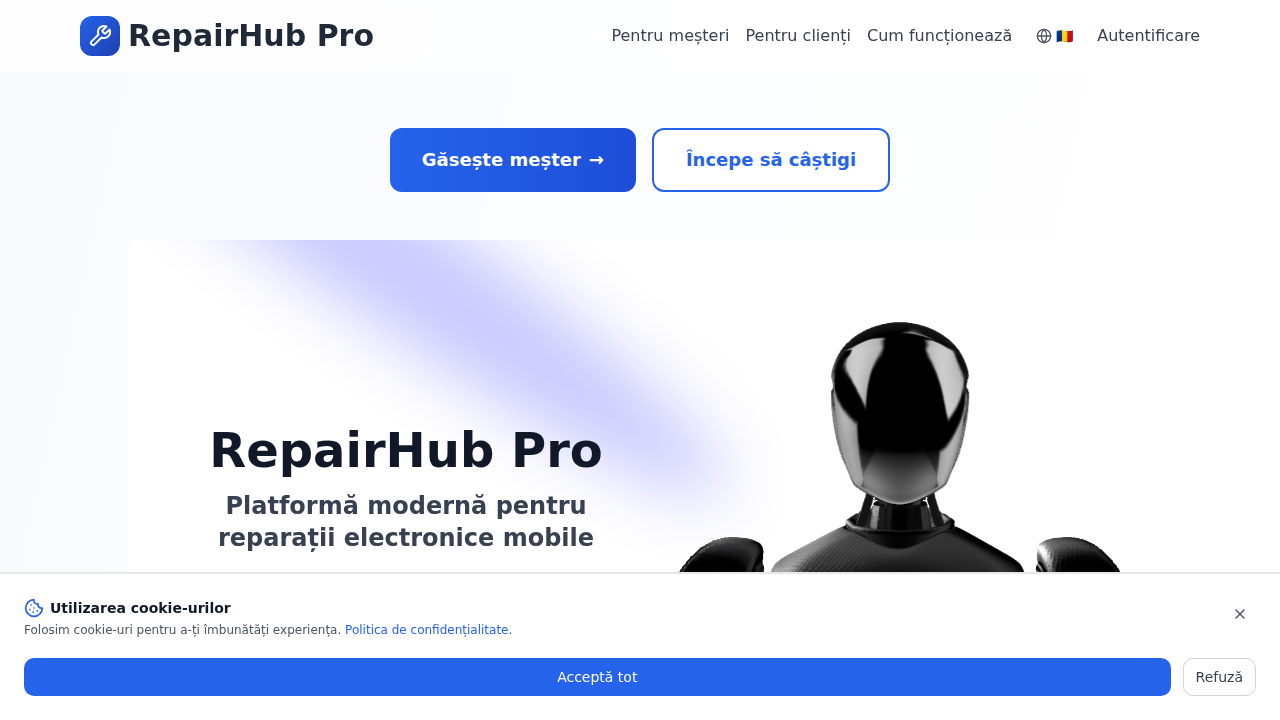 RepairHub Pro
Pentru meșteri Pentru clienți Cum funcționează 🇷🇴 Autentificare
Găsește meșter →
Începe să câștigi
RepairHub Pro
Platformă modernă pentru
reparații electronice mobile
Utilizarea cookie-urilor
Folosim cookie-uri pentru a-ți îmbunătăți experiența. Politica de confidențialitate.
Acceptă tot
Refuză